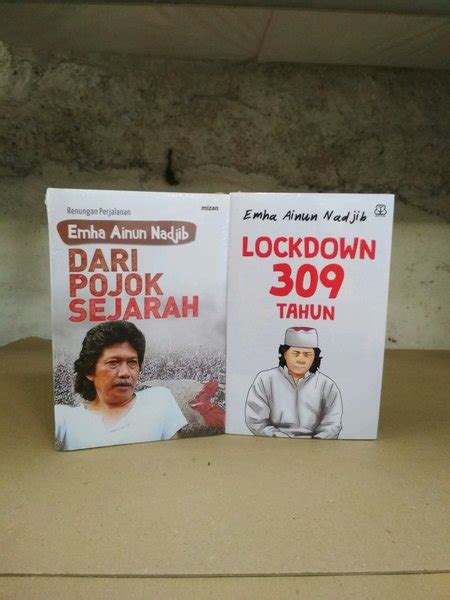 Renungan Perjalanan
mizan
Emha Ainun Nadjib
DARI
POJOK
SEJARAH
Emha Ainun Nadjib
LOCKDOWN
309
TAHUN